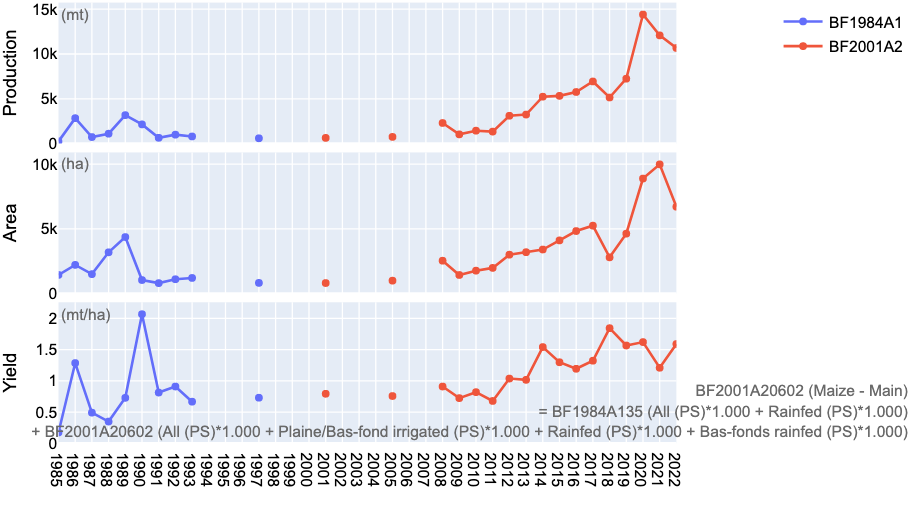 Production
15k
10k
5k
0
(mt)
BF1984A1
BF2001A2
Area
10k
5k
0
(ha)
Yield
2
1.5
1
0.5
0
(mt/ha)
BF2001A20602 (Maize - Main)
= BF1984A135 (All (PS)*1.000 + Rainfed (PS)*1.000)
+ BF2001A20602 (All (PS)*1.000 + Plaine/Bas-fond irrigated (PS)*1.000 + Rainfed (PS)*1.000 + Bas-fonds rainfed (PS)*1.000)
1985 1986 1987 1988 1989 1990 1991 1992 1993 1994 1995 1996 1997 1998 1999 2000 2001 2002 2003 2004 2005 2006 2007 2008 2009 2010 2011 2012 2013 2014 2015 2016 2017 2018 2019 2020 2021 2022